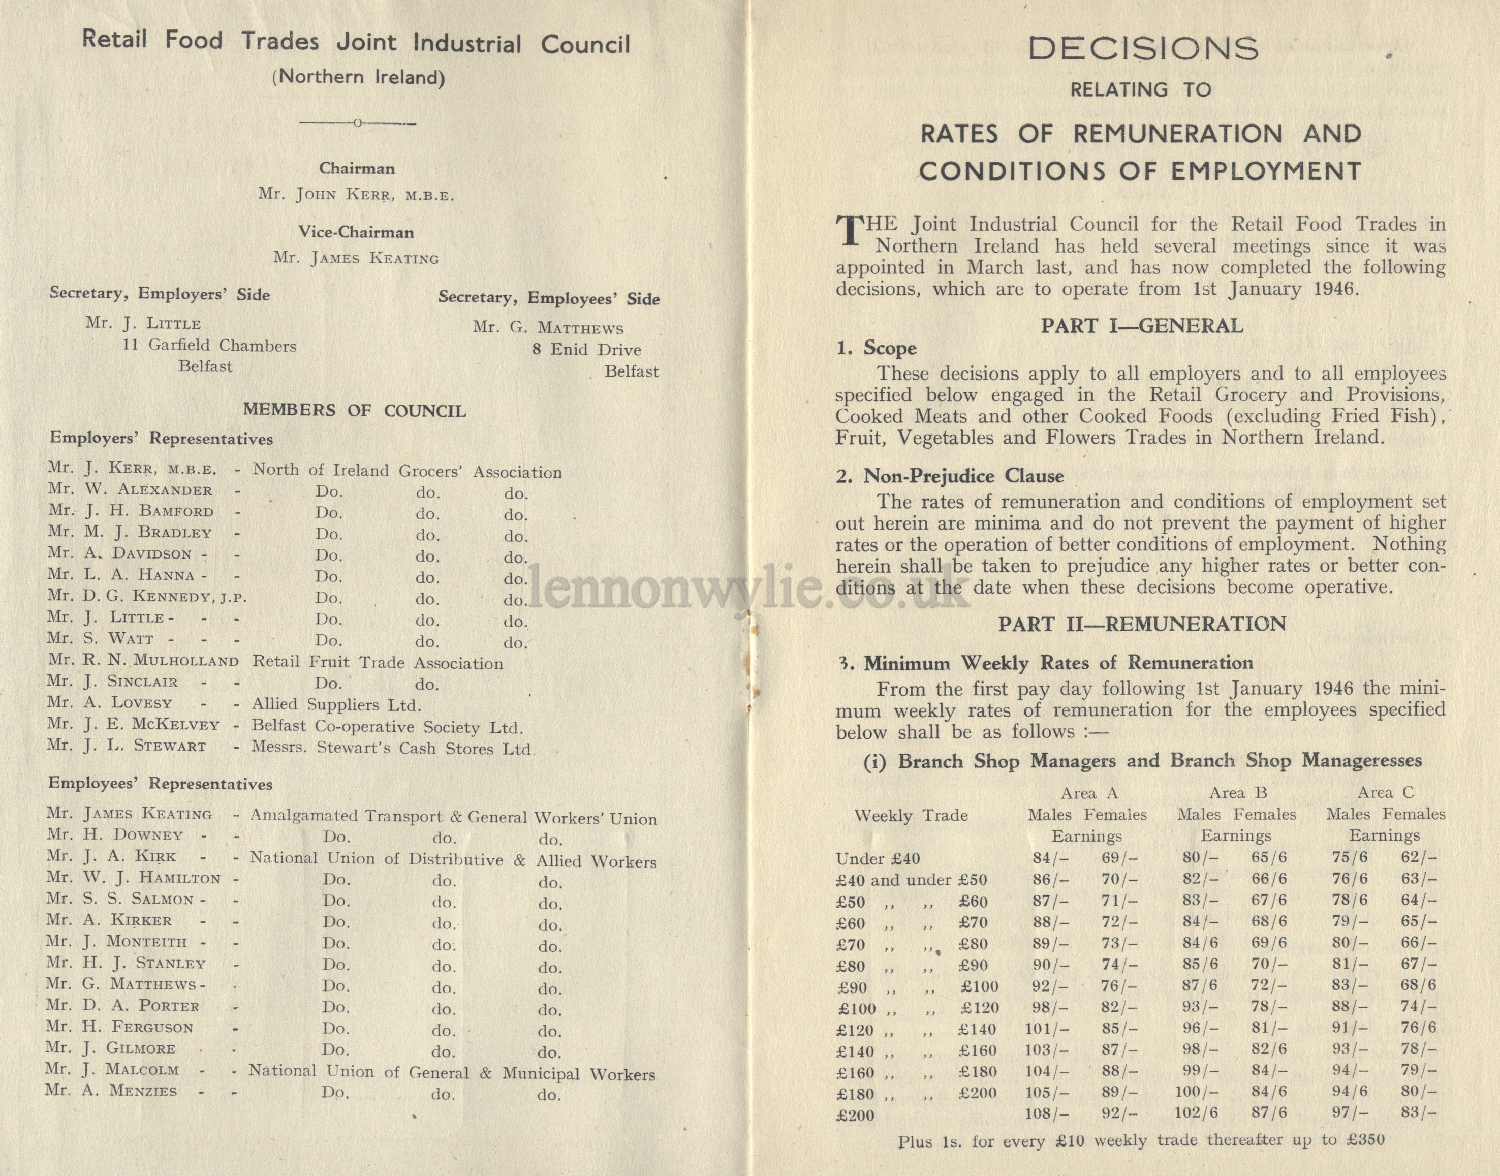 Retail Food Trades Joint Industrial Council
(Northern Ireland)
Chairman
Mr. JOHN KERR, M.B.E.
Vice-Chairman
Mr. JAMES KEATING
Secretary, Employers' Side
Mr. J. LITTLE
11 Garfield Chambers
Belfast
Secretary, Employees' Side
Mr. G. MATTHEWS
8 Enid Drive
Belfast
MEMBERS OF COUNCIL
Employers' Representatives
Mr. J. KERR, M.B.E. - North of Ireland Grocers' Association
Mr. W. ALEXANDER - Do. do. do.
Mr. J. H. BAMFORD - Do. do. do.
Mr. M. J. BRADLEY - Do. do. do.
Mr. A. DAVIDSON - - Do. do. do.
Mr. L. A. HANNA - - Do. do. do.
Mr. D. G. KENNEDY, J.P. Do. do. do.
Mr. J. LITTLE - - - Do. do. do.
Mr. S. WATT - - - Do. do. do.
Mr. R. N. MULHOLLAND Retail Fruit Trade Association
Mr. J. SINCLAIR - - Do. do.
Mr. A. LOVESY - - Allied Suppliers Ltd.
Mr. J. E. MCKELVEY - Belfast Co-operative Society Ltd.
Mr. J. L. STEWART - Messrs. Stewart's Cash Stores Ltd.
Employees' Representatives
Mr. JAMES KEATING - Amalgamated Transport & General Workers' Union
Mr. H. DOWNEY - - Do. do. do.
Mr. J. A. KIRK - - National Union of Distributive & Allied Workers
Mr. W. J. HAMILTON - Do. do. do.
Mr. S. S. SALMON - - Do. do. do.
Mr. A. KIRKER - - Do. do. do.
Mr. J. MONTEITH - - Do. do. do.
Mr. H. J. STANLEY - Do. do. do.
Mr. G. MATTHEWS - - Do. do. do.
Mr. D. A. PORTER - Do. do. do.
Mr. H. FERGUSON - Do. do. do.
Mr. J. GILMORE - - Do. do. do.
Mr. J. MALCOLM - - National Union of General & Municipal Workers
Mr. A. MENZIES - - Do. do. do.
DECISIONS
RELATING TO
RATES OF REMUNERATION AND
CONDITIONS OF EMPLOYMENT
THE Joint Industrial Council for the Retail Food Trades in
Northern Ireland has held several meetings since it was
appointed in March last, and has now completed the following
decisions, which are to operate from 1st January 1946.
PART I—GENERAL
1. Scope
These decisions apply to all employers and to all employees
specified below engaged in the Retail Grocery and Provisions,
Cooked Meats and other Cooked Foods (excluding Fried Fish),
Fruit, Vegetables and Flowers Trades in Northern Ireland.
2. Non-Prejudice Clause
The rates of remuneration and conditions of employment set
out herein are minima and do not prevent the payment of higher
rates or the operation of better conditions of employment. Nothing
herein shall be taken to prejudice any higher rates or better con-
ditions at the date when these decisions become operative.
lennonwylie.co.uk
PART II—REMUNERATION
3. Minimum Weekly Rates of Remuneration
From the first pay day following 1st January 1946 the mini-
mum weekly rates of remuneration for the employees specified
below shall be as follows :—
(i) Branch Shop Managers and Branch Shop Manageresses
Area A Area B Area C
Weekly Trade Males Females Males Females Males Females
Earnings Earnings Earnings
Under £40 84/– 69/– 80/– 65/6 75/6 62/–
£40 and under £50 86/– 70/– 82/– 66/6 76/6 63/–
£50 ,, ,, £60 87/– 71/– 83/– 67/6 78/6 64/–
£60 ,, ,, £70 88/– 72/– 84/– 68/6 79/– 65/–
£70 ,, ,, £80 89/– 73/– 84/6 69/6 80/– 66/–
£80 ,, ,, £90 90/– 74/– 85/6 70/– 81/– 67/–
£90 ,, ,, £100 92/– 76/– 87/6 72/– 83/– 68/6
£100 ,, ,, £120 98/– 82/– 93/– 78/– 88/– 74/–
£120 ,, ,, £140 101/– 85/– 96/– 81/– 91/– 76/6
£140 ,, ,, £160 103/– 87/– 98/– 82/6 93/– 78/–
£160 ,, ,, £180 104/– 88/– 99/– 84/– 94/– 79/–
£180 ,, ,, £200 105/– 89/– 100/– 84/6 94/6 80/–
£200 108/– 92/– 102/6 87/6 97/– 83/–
Plus 1s. for every £10 weekly trade thereafter up to £350